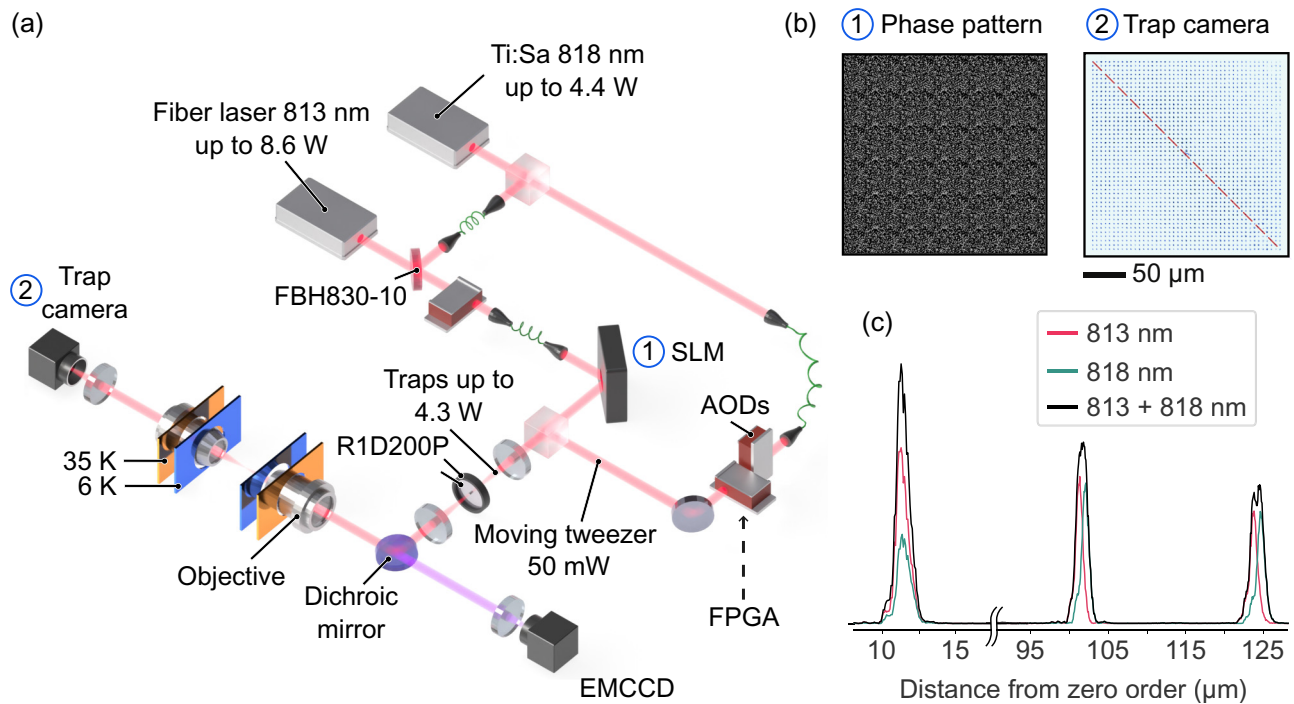 (a)
Ti:Sa 818 nm
up to 4.4 W
Fiber laser 813 nm
up to 8.6 W
FBH830-10
2 Trap
camera
1 SLM
Traps up to
4.3 W
AODs
R1D200P
35 K
6 K
Moving tweezer
50 mW
Objective
Dichroic
mirror
FPGA
EMCCD
(b)
1 Phase pattern
2 Trap camera
50 µm
(c)
813 nm
818 nm
813 + 818 nm
10 15 95 105 115 125
Distance from zero order (µm)